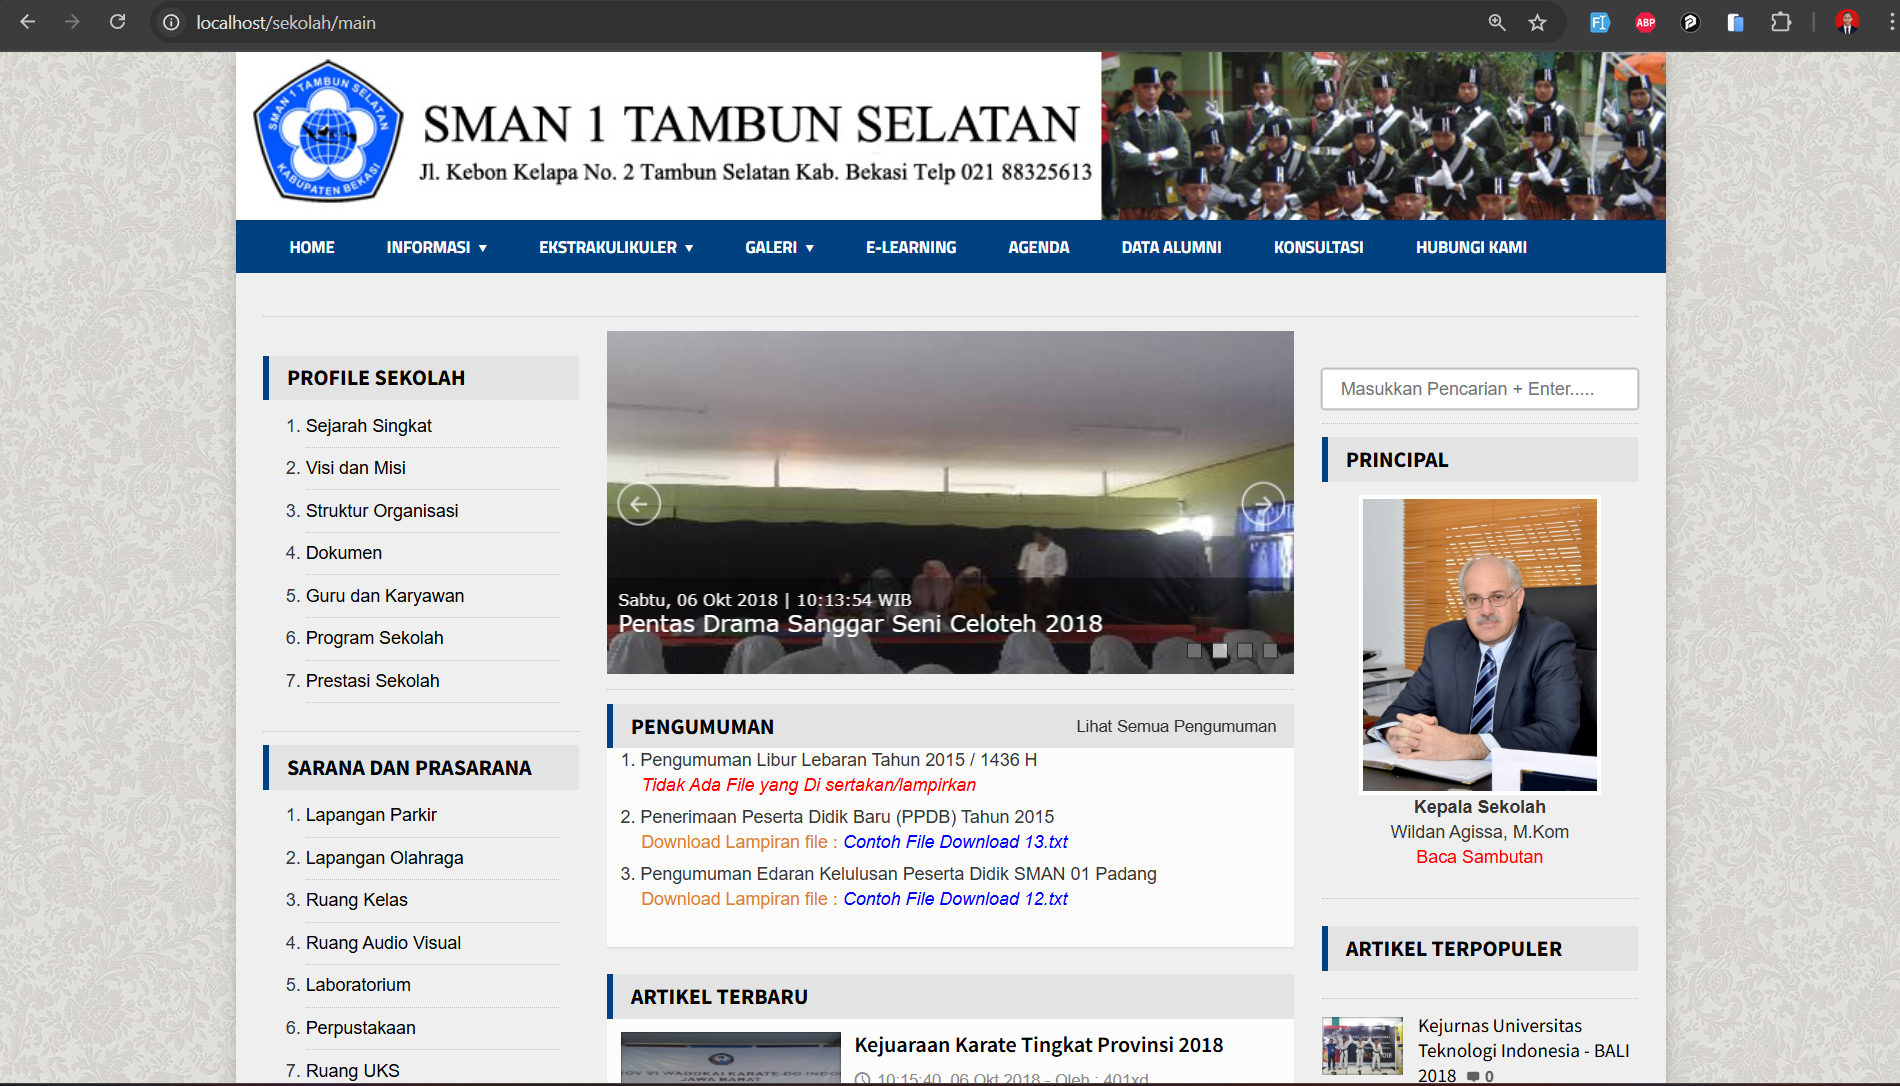 localhost/sekolah/main
SMAN 1 TAMBUN SELATAN
KABUPATEN BEKASI
SMAN 1 TAMBUN SELATAN
Jl. Kebon Kelapa No. 2 Tambun Selatan Kab. Bekasi Telp 021 88325613
HOME INFORMASI ▼ EKSTRAKULIKULER ▼ GALERI ▼ E-LEARNING AGENDA DATA ALUMNI KONSULTASI HUBUNGI KAMI
PROFILE SEKOLAH
1. Sejarah Singkat
2. Visi dan Misi
3. Struktur Organisasi
4. Dokumen
5. Guru dan Karyawan
6. Program Sekolah
7. Prestasi Sekolah
SARANA DAN PRASARANA
1. Lapangan Parkir
2. Lapangan Olahraga
3. Ruang Kelas
4. Ruang Audio Visual
5. Laboratorium
6. Perpustakaan
7. Ruang UKS
Sabtu, 06 Okt 2018 | 10:13:54 WIB
Pentas Drama Sanggar Seni Celoteh 2018
PENGUMUMAN
Lihat Semua Pengumuman
1. Pengumuman Libur Lebaran Tahun 2015 / 1436 H
Tidak Ada File yang Di sertakan/lampirkan
2. Penerimaan Peserta Didik Baru (PPDB) Tahun 2015
Download Lampiran file : Contoh File Download 13.txt
3. Pengumuman Edaran Kelulusan Peserta Didik SMAN 01 Padang
Download Lampiran file : Contoh File Download 12.txt
ARTIKEL TERBARU
Kejuaraan Karate Tingkat Provinsi 2018
10:15:40, 06 Okt 2018 - Oleh : 401xd
Masukkan Pencarian + Enter.....
PRINCIPAL
Kepala Sekolah
Wildan Agissa, M.Kom
Baca Sambutan
ARTIKEL TERPOPULER
Kejurnas Universitas
Teknologi Indonesia - BALI
2018 0
ABP